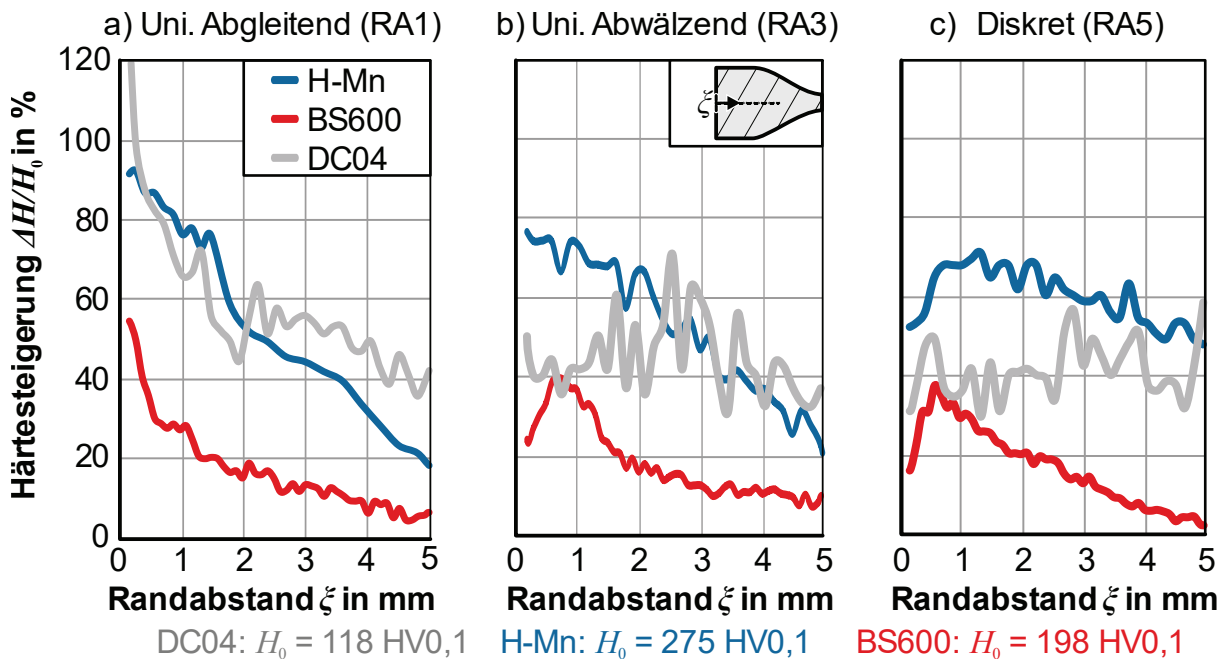 a) Uni. Abgleitend (RA1)
b) Uni. Abwälzend (RA3)
c) Diskret (RA5)
Härtesteigerung ΔH/H₀ in %
120
100
80
60
40
20
0
H-Mn
BS600
DC04
ξ
0 1 2 3 4 5
0 1 2 3 4 5
0 1 2 3 4 5
Randabstand ξ in mm
Randabstand ξ in mm
Randabstand ξ in mm
DC04: H₀ = 118 HV0,1 H-Mn: H₀ = 275 HV0,1 BS600: H₀ = 198 HV0,1